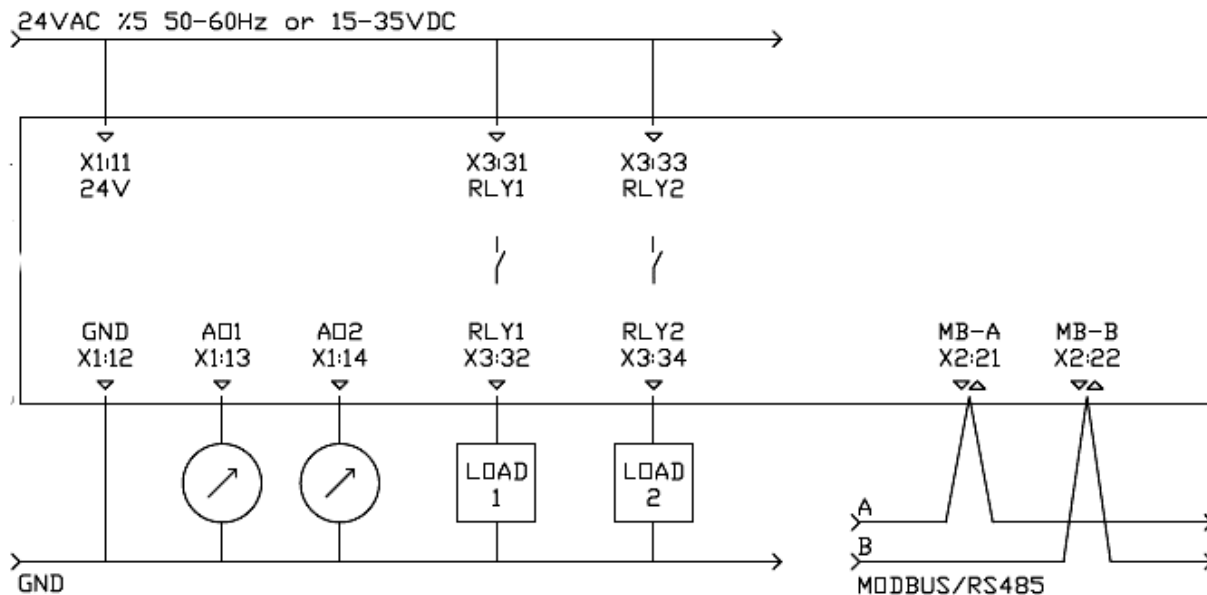 24VAC %5 50-60Hz or 15-35VDC
X1:11 X3:31 X3:33
24V RLY1 RLY2
GND AO1 AO2 RLY1 RLY2 MB-A MB-B
X1:12 X1:13 X1:14 X3:32 X3:34 X2:21 X2:22
LOAD LOAD
1 2
A
B
GND MODBUS/RS485